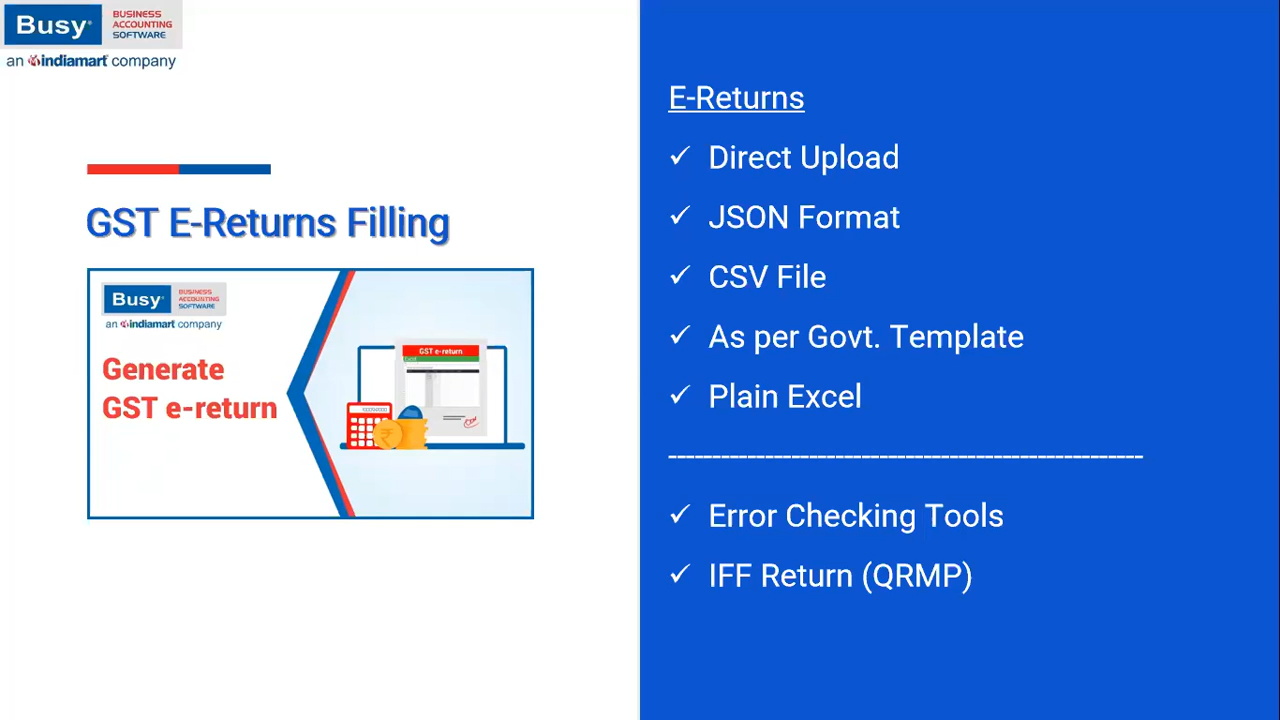 Busy
BUSINESS
ACCOUNTING
SOFTWARE
an indiamart company
GST E-Returns Filling
Busy
BUSINESS
ACCOUNTING
SOFTWARE
an indiamart company
Generate
GST e-return
GST e-return
Excel
E-Returns
✓ Direct Upload
✓ JSON Format
✓ CSV File
✓ As per Govt. Template
✓ Plain Excel
------------------------------------------------
✓ Error Checking Tools
✓ IFF Return (QRMP)